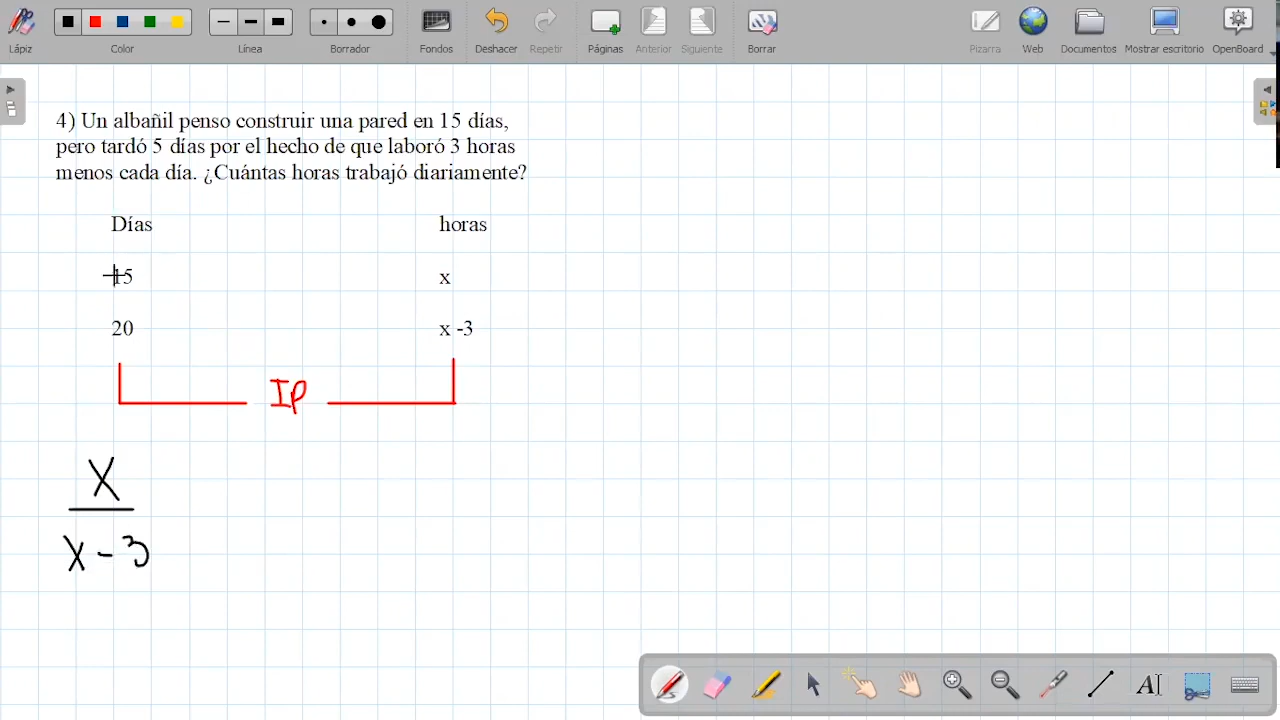 Lápiz Color Línea Borrador Fondos Deshacer Repetir Páginas Anterior Siguiente Borrar Pizarra Web Documentos Mostrar escritorio OpenBoard
4) Un albañil penso construir una pared en 15 días,
pero tardó 5 días por el hecho de que laboró 3 horas
menos cada día. ¿Cuántas horas trabajó diariamente?
Días horas
15 x
20 x -3
IP
X
X - 3
AI